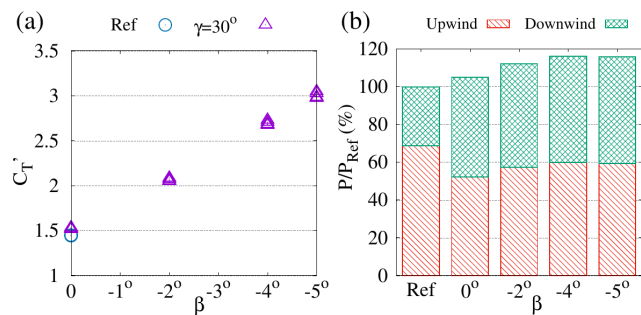 (a)
Ref γ=30°
3.5
3
2.5
2
1.5
1
C_T'
0 -1° -2° -3° -4° -5°
β
(b)
Upwind Downwind
120
100
80
60
40
20
0
P/P_Ref (%)
Ref 0° -2° -4° -5°
β